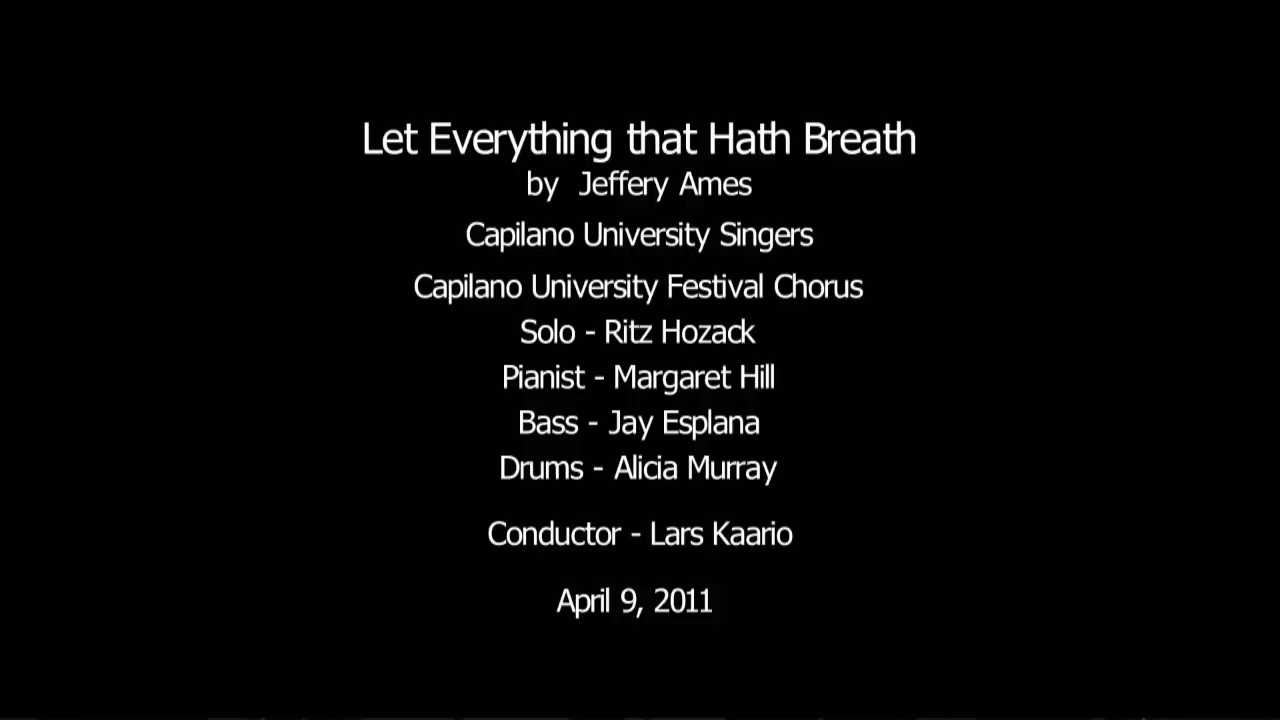 Let Everything that Hath Breath
by Jeffery Ames
Capilano University Singers
Capilano University Festival Chorus
Solo - Ritz Hozack
Pianist - Margaret Hill
Bass - Jay Esplana
Drums - Alicia Murray
Conductor - Lars Kaario
April 9, 2011